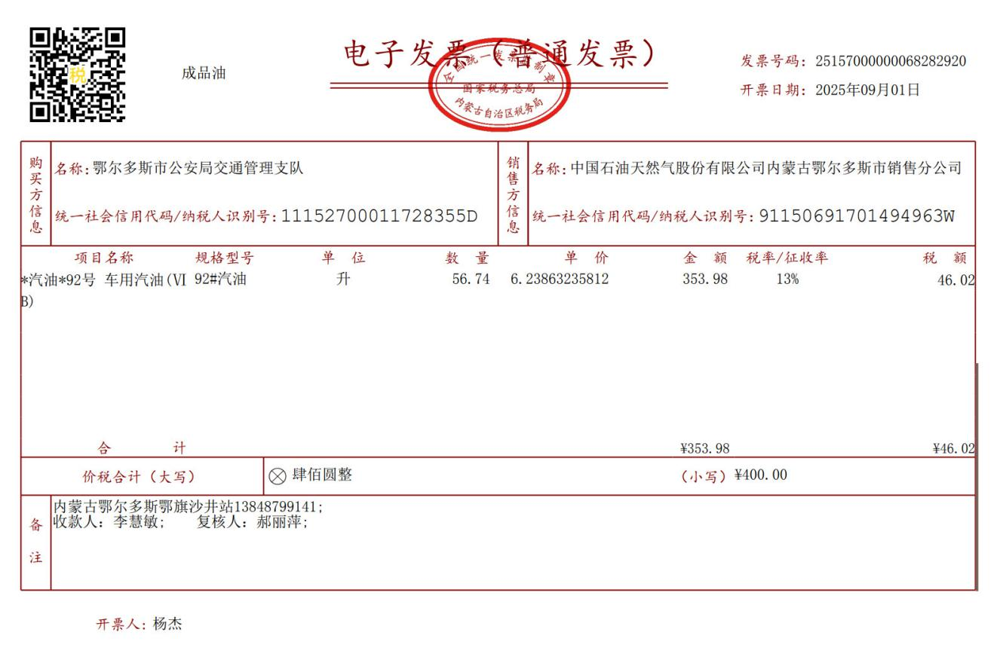 电子发票（普通发票）
税
成品油
全国统一发票监制章
国家税务总局
内蒙古自治区税务局
发票号码：25157000000068282920
开票日期：2025年09月01日
购买方信息
名称：鄂尔多斯市公安局交通管理支队
统一社会信用代码/纳税人识别号：11152700011728355D
销售方信息
名称：中国石油天然气股份有限公司内蒙古鄂尔多斯市销售分公司
统一社会信用代码/纳税人识别号：91150691701494963W
项目名称 规格型号 单位 数量 单价 金额 税率/征收率 税额
*汽油*92号 车用汽油(VI 92#汽油 升 56.74 6.23863235812 353.98 13% 46.02
B)
合计 ¥353.98 ¥46.02
价税合计（大写） 肆佰圆整 （小写）¥400.00
备注
内蒙古鄂尔多斯鄂旗沙井站13848799141;
收款人：李慧敏; 复核人：郝丽萍;
开票人：杨杰